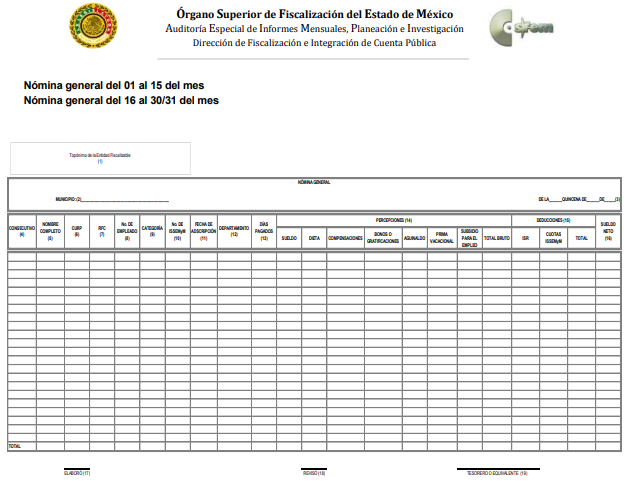 Órgano Superior de Fiscalización del Estado de México
Auditoría Especial de Informes Mensuales, Planeación e Investigación
Dirección de Fiscalización e Integración de Cuenta Pública
osfem
Nómina general del 01 al 15 del mes
Nómina general del 16 al 30/31 del mes
Topónimo de la Entidad Fiscalizable
(1)
NÓMINA GENERAL
MUNICIPIO: (2)____________________ DE LA_____QUINCENA DE_____DE_____(3)
CONSECUTIVO (4)
NOMBRE COMPLETO (5)
CURP (6)
RFC (7)
No. DE EMPLEADO (8)
CATEGORÍA (9)
No. DE ISSEMyM (10)
FECHA DE ADSCRIPCIÓN (11)
DEPARTAMENTO (12)
DÍAS PAGADOS (13)
PERCEPCIONES (14)
SUELDO
DIETA
COMPENSACIONES
BONOS O GRATIFICACIONES
AGUINALDO
PRIMA VACACIONAL
SUBSIDIO PARA EL EMPLEO
TOTAL BRUTO
DEDUCCIONES (15)
ISR
CUOTAS ISSEMyM
TOTAL
SUELDO NETO (16)
TOTAL
ELABORÓ (17) REVISÓ (18) TESORERO O EQUIVALENTE (19)